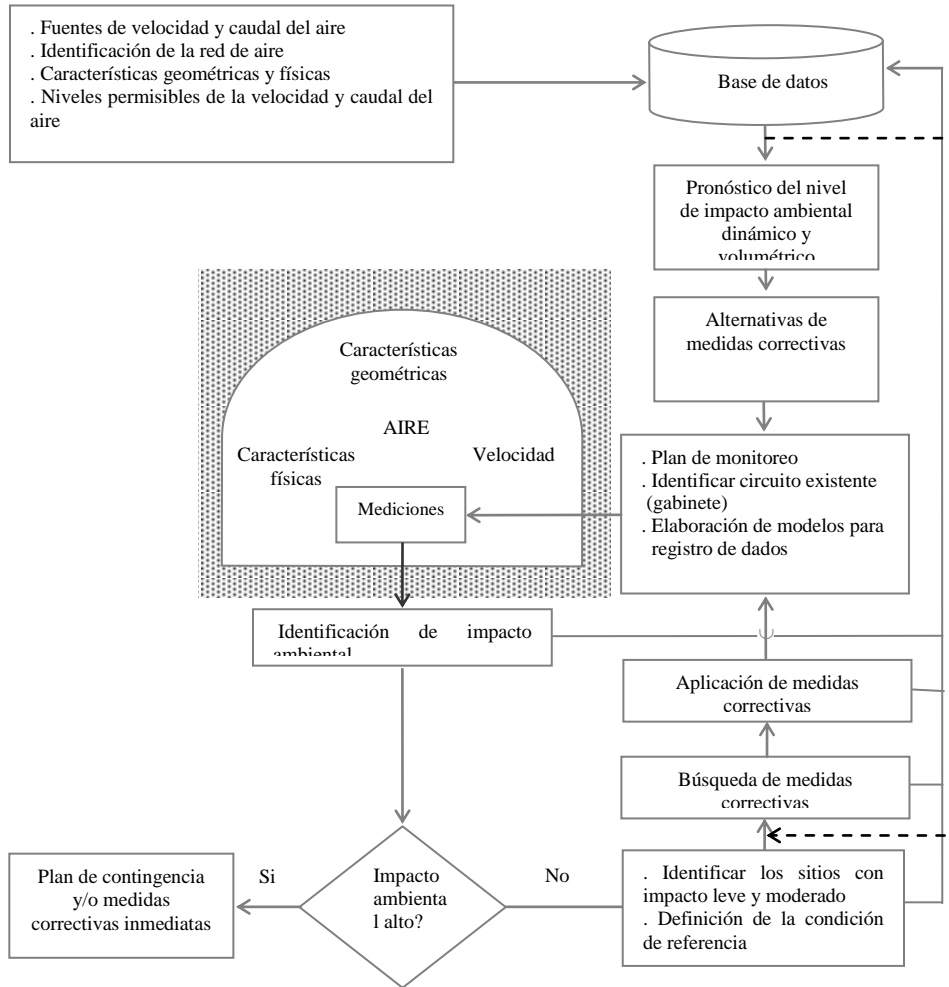 . Fuentes de velocidad y caudal del aire
. Identificación de la red de aire
. Características geométricas y físicas
. Niveles permisibles de la velocidad y caudal del
aire
Base de datos
Pronóstico del nivel
de impacto ambiental
dinámico y
volumétrico
Alternativas de
medidas correctivas
Características
geométricas
AIRE
Características
físicas
Velocidad
Mediciones
. Plan de monitoreo
. Identificar circuito existente
(gabinete)
. Elaboración de modelos para
registro de dados
Identificación de impacto
ambiental
Aplicación de medidas
correctivas
Búsqueda de medidas
correctivas
Plan de contingencia
y/o medidas
correctivas inmediatas
Si
Impacto
ambienta
l alto?
No
. Identificar los sitios con
impacto leve y moderado
. Definición de la condición
de referencia